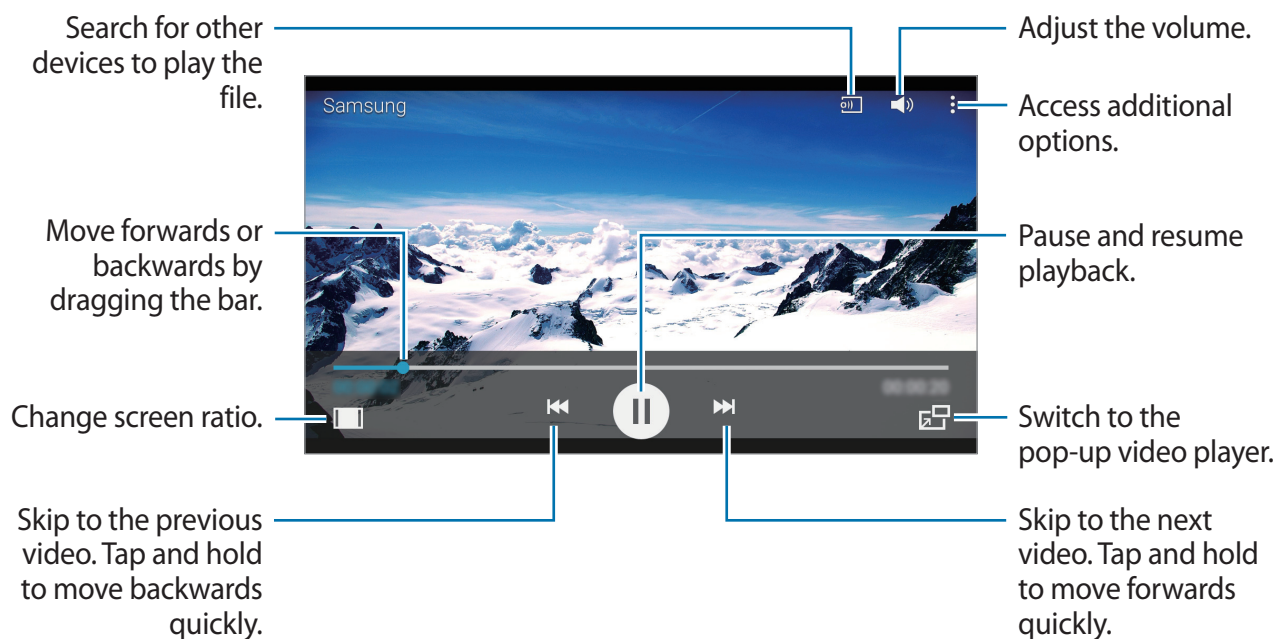 Search for other
devices to play the
file.
Adjust the volume.
Samsung
Access additional
options.
Move forwards or
backwards by
dragging the bar.
Pause and resume
playback.
Change screen ratio.
Switch to the
pop-up video player.
Skip to the previous
video. Tap and hold
to move backwards
quickly.
Skip to the next
video. Tap and hold
to move forwards
quickly.